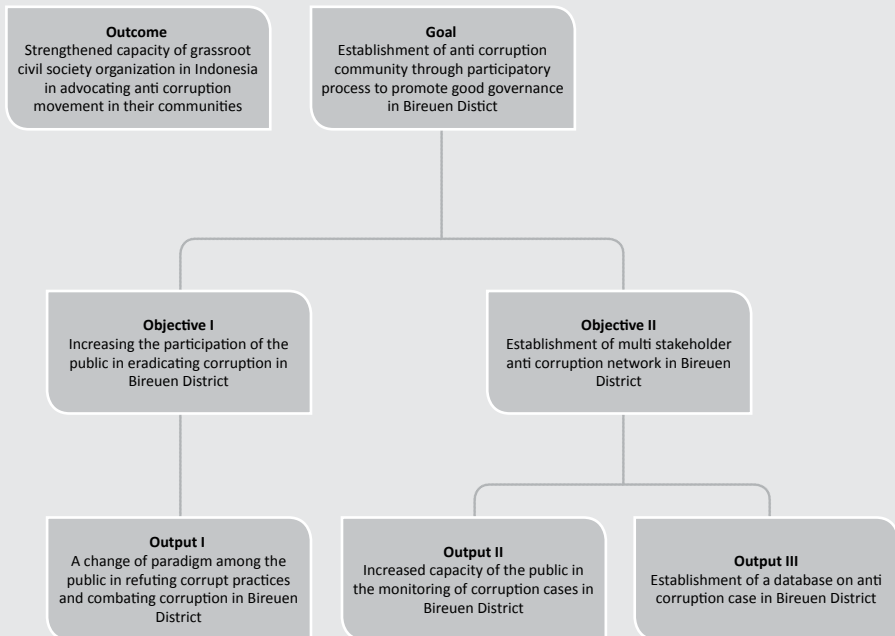 Outcome
Strengthened capacity of grassroot
civil society organization in Indonesia
in advocating anti corruption
movement in their communities
Goal
Establishment of anti corruption
community through participatory
process to promote good governance
in Bireuen Distict
Objective I
Increasing the participation of the
public in eradicating corruption in
Bireuen District
Objective II
Establishment of multi stakeholder
anti corruption network in Bireuen
District
Output I
A change of paradigm among the
public in refuting corrupt practices
and combating corruption in Bireuen
District
Output II
Increased capacity of the public in
the monitoring of corruption cases in
Bireuen District
Output III
Establishment of a database on anti
corruption case in Bireuen District